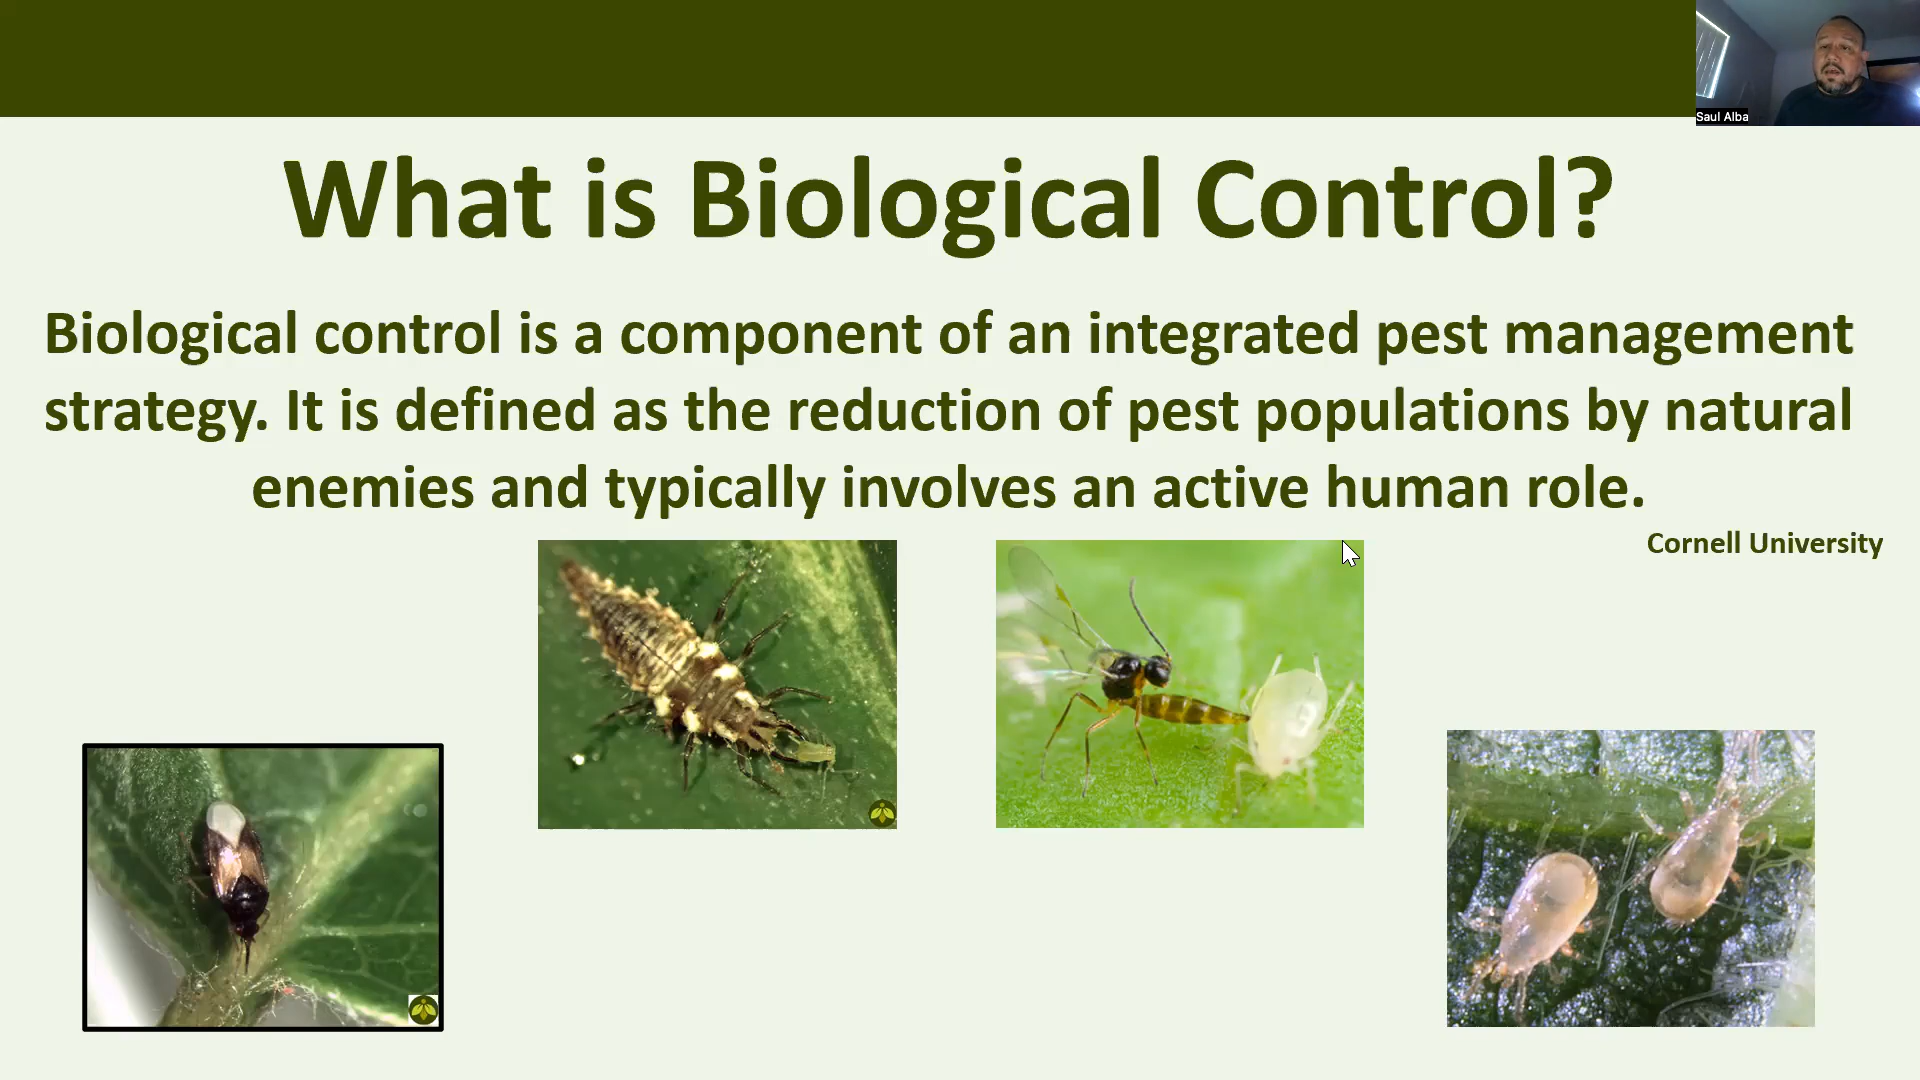 Saul Alba
What is Biological Control?
Biological control is a component of an integrated pest management
strategy. It is defined as the reduction of pest populations by natural
enemies and typically involves an active human role.
Cornell University